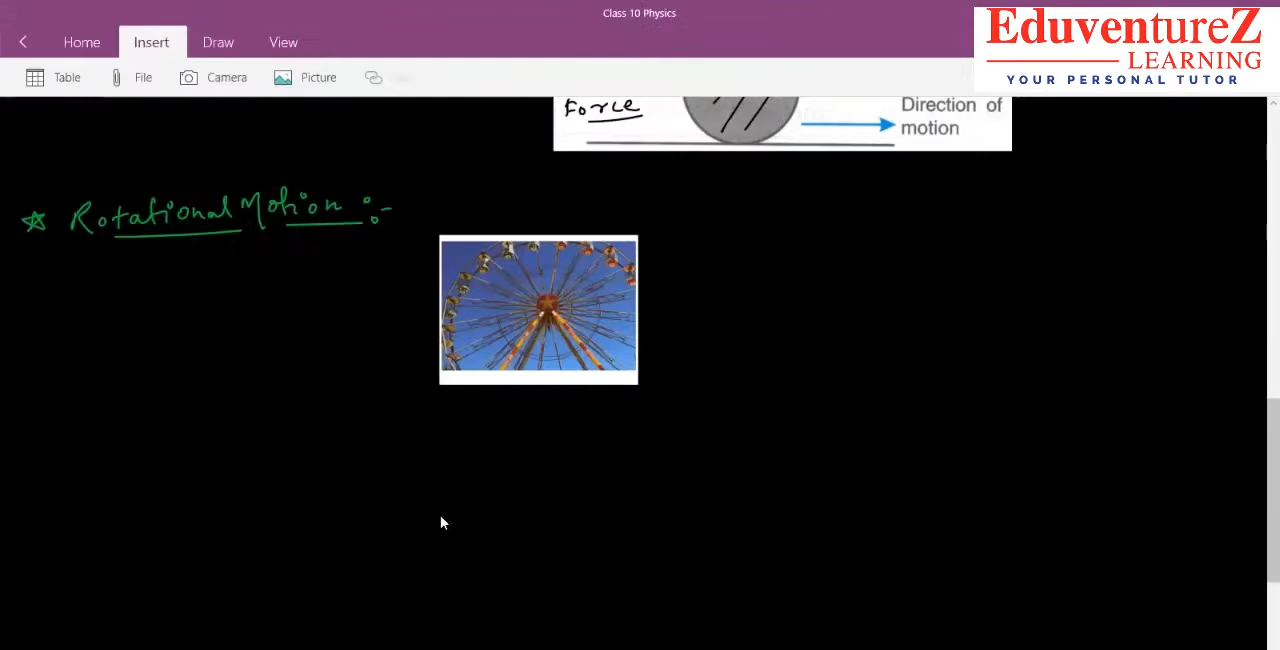 Class 10 Physics
EduventureZ
LEARNING
YOUR PERSONAL TUTOR
Home Insert Draw View
Table File Camera Picture
Force
Direction of
motion
☆ Rotational Motion :-